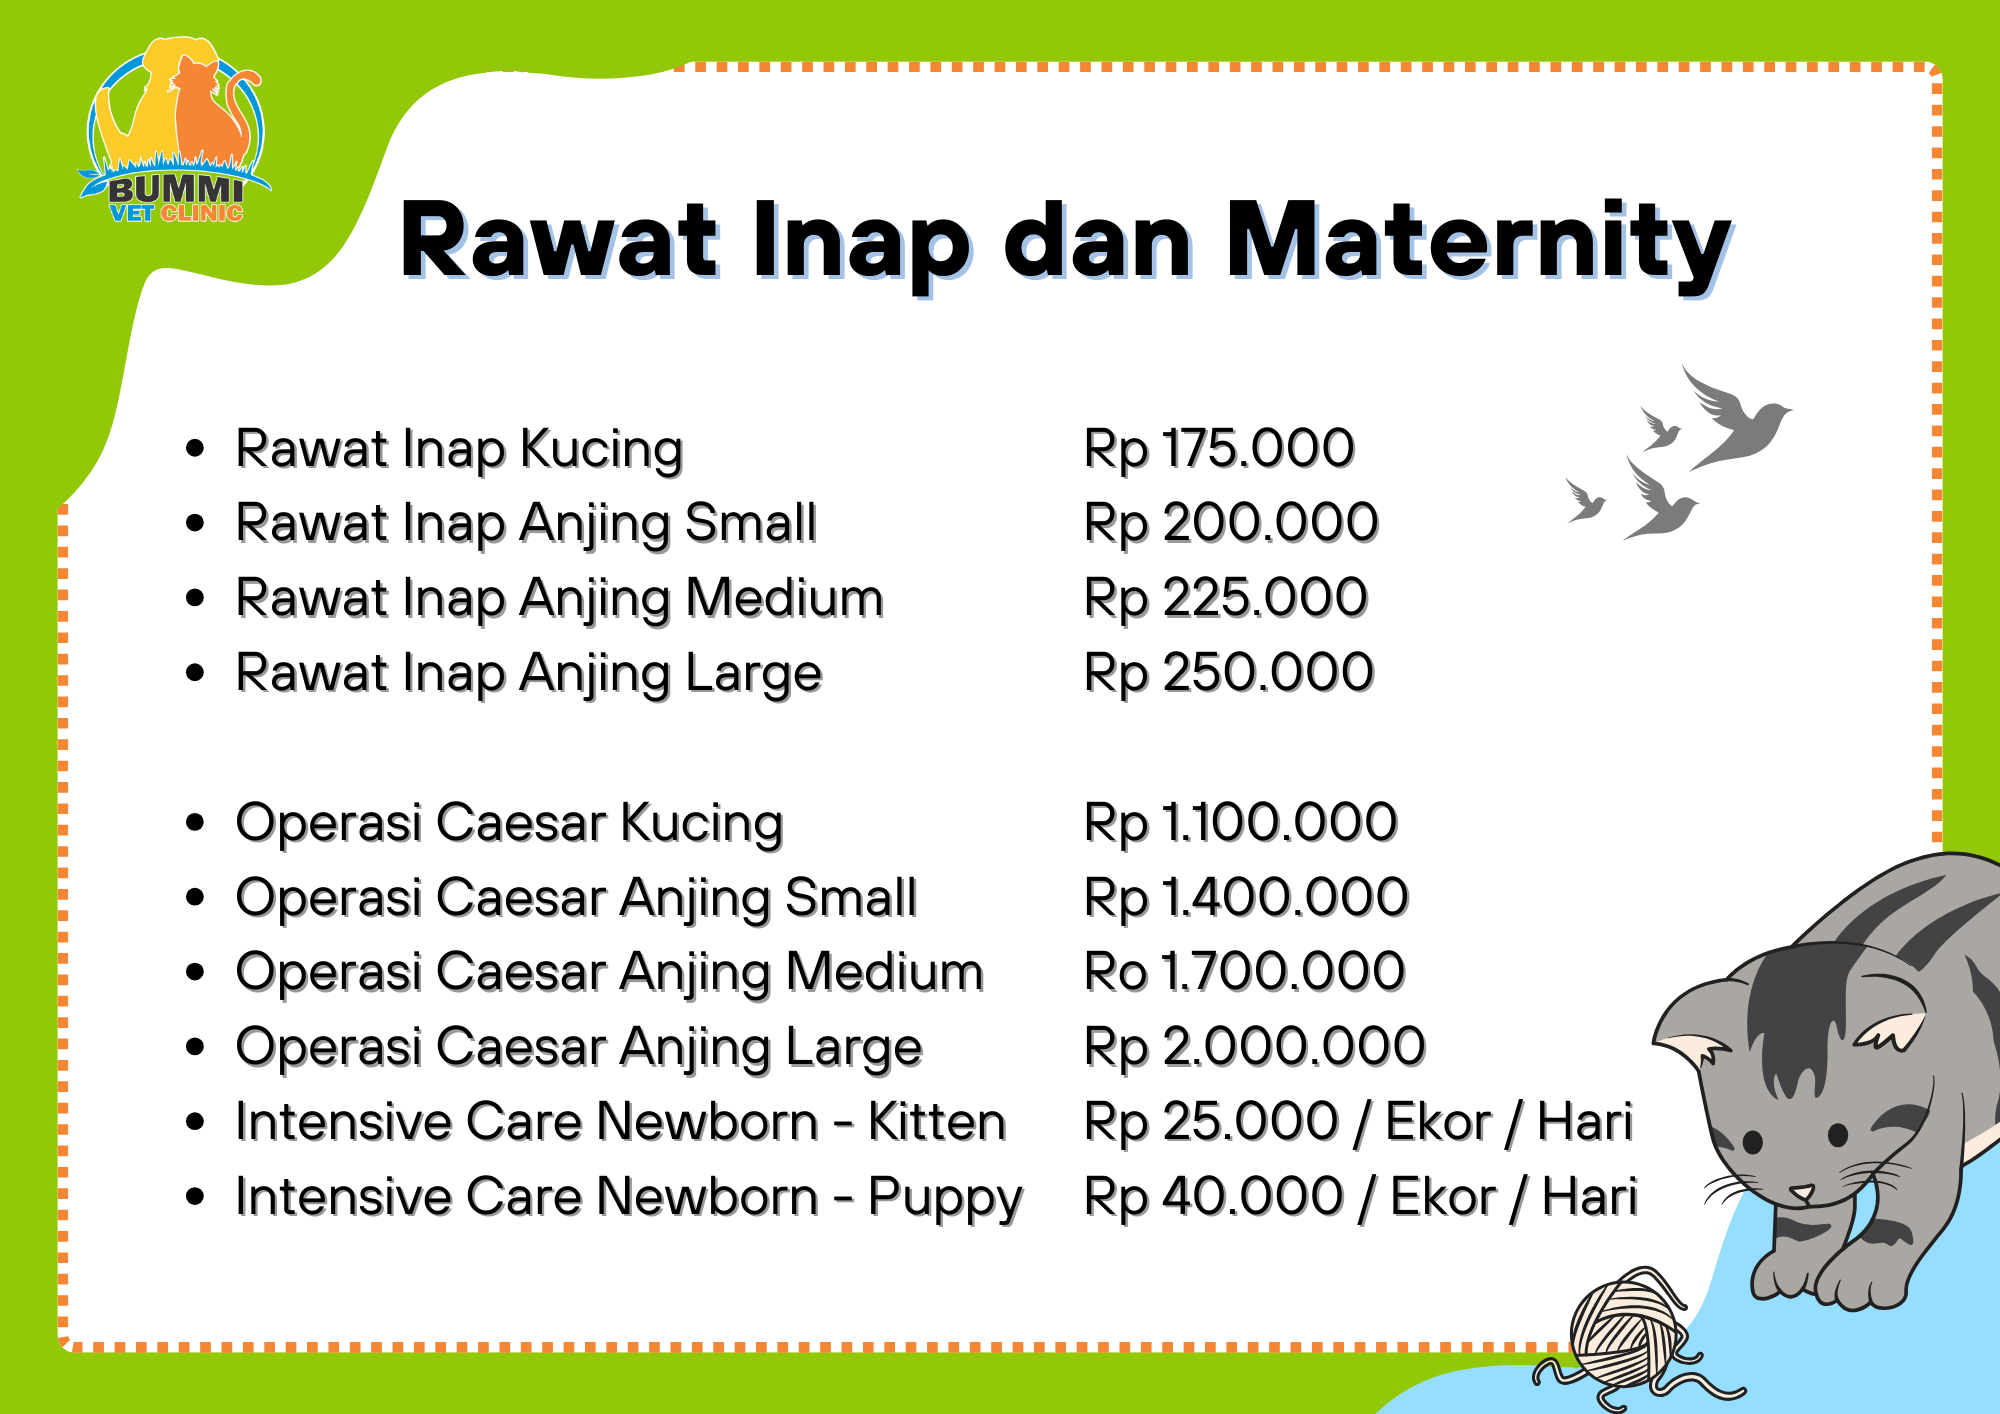 BUMMI
VET CLINIC
Rawat Inap dan Maternity
• Rawat Inap Kucing Rp 175.000
• Rawat Inap Anjing Small Rp 200.000
• Rawat Inap Anjing Medium Rp 225.000
• Rawat Inap Anjing Large Rp 250.000
• Operasi Caesar Kucing Rp 1.100.000
• Operasi Caesar Anjing Small Rp 1.400.000
• Operasi Caesar Anjing Medium Ro 1.700.000
• Operasi Caesar Anjing Large Rp 2.000.000
• Intensive Care Newborn - Kitten Rp 25.000 / Ekor / Hari
• Intensive Care Newborn - Puppy Rp 40.000 / Ekor / Hari